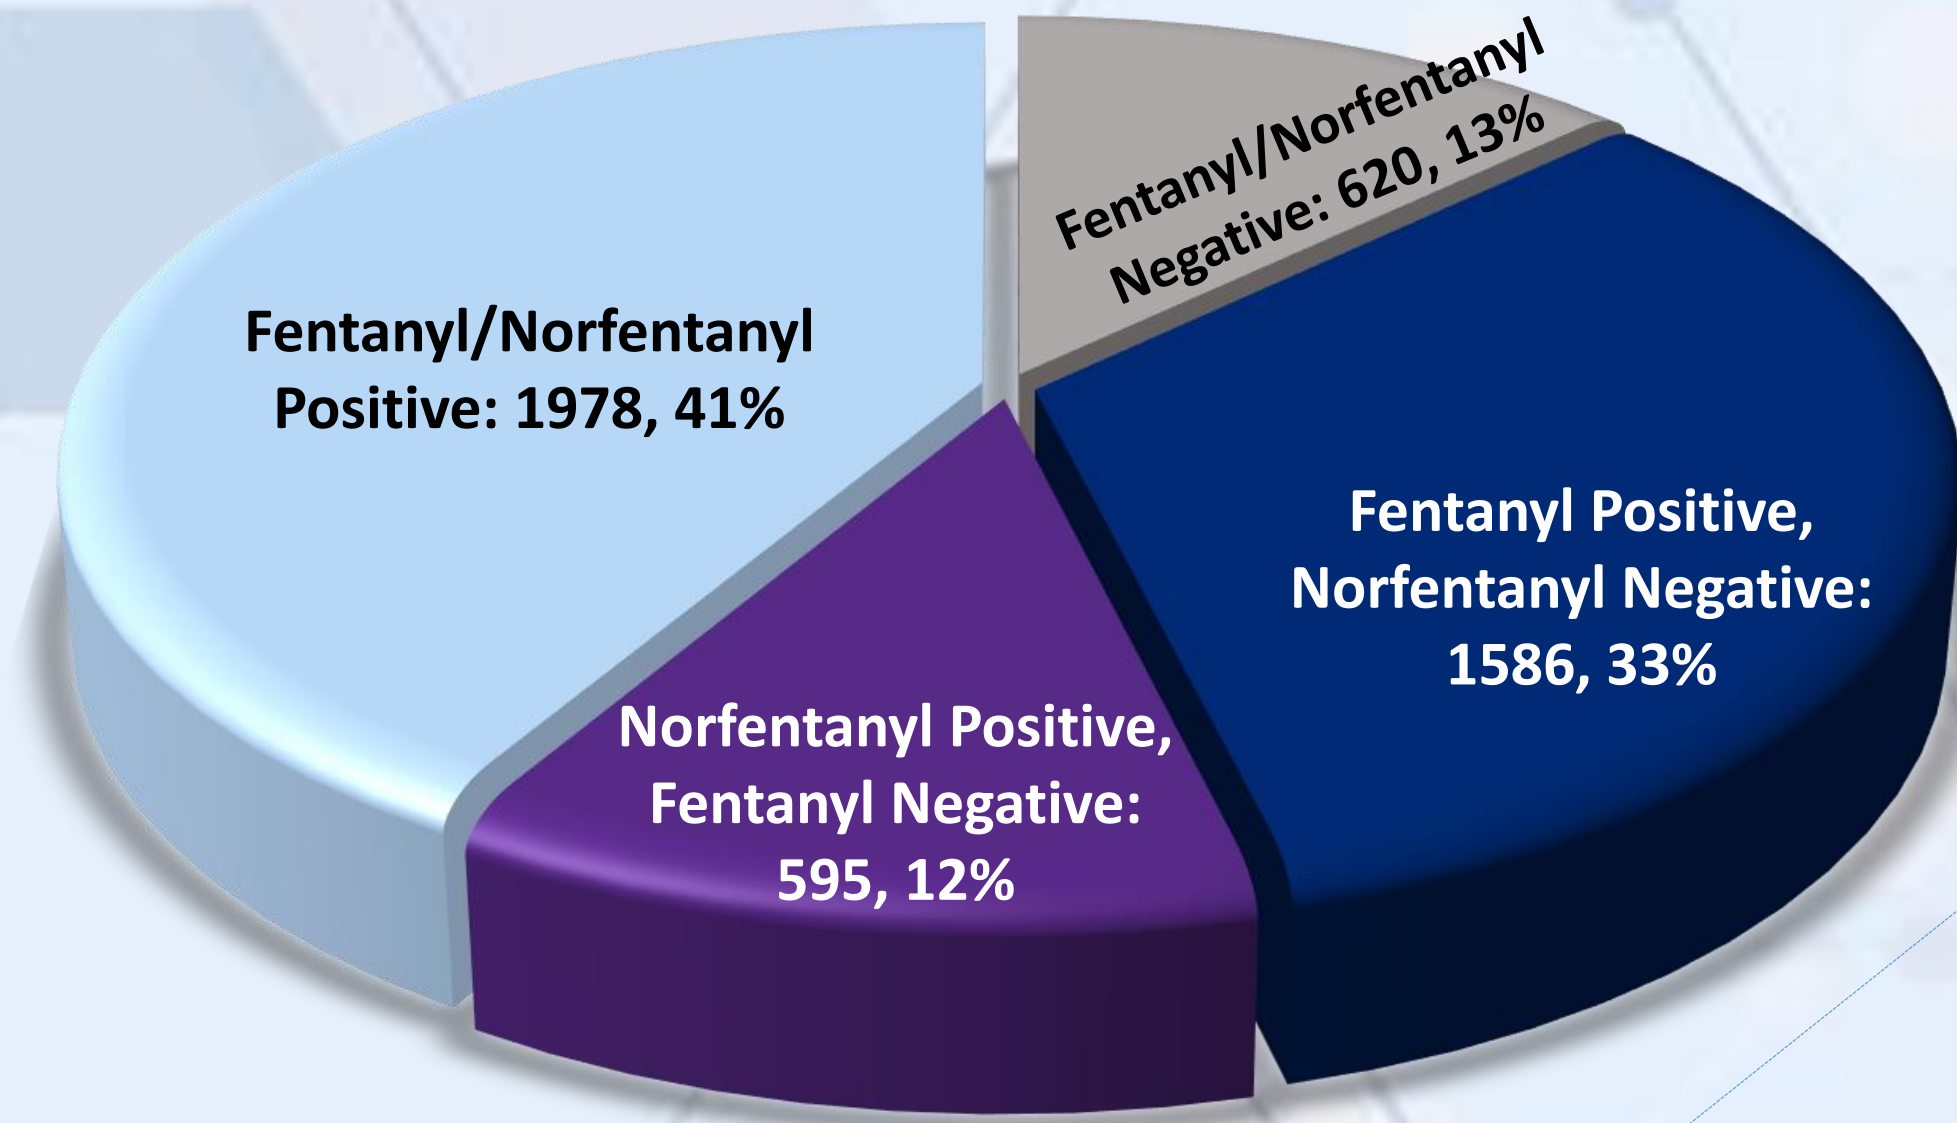 Fentanyl/Norfentanyl
Negative: 620, 13%
Fentanyl/Norfentanyl
Positive: 1978, 41%
Fentanyl Positive,
Norfentanyl Negative:
1586, 33%
Norfentanyl Positive,
Fentanyl Negative:
595, 12%